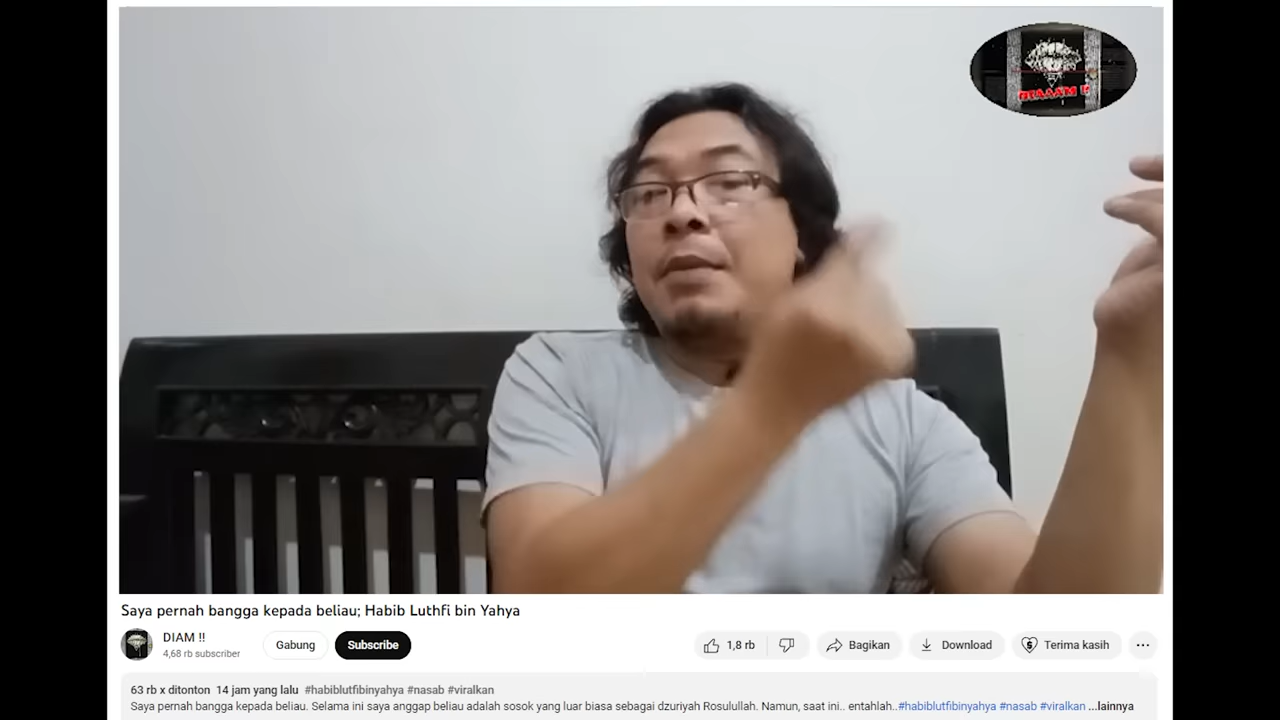 DIAAAM !!
Saya pernah bangga kepada beliau; Habib Luthfi bin Yahya
DIAM !!
4,68 rb subscriber
Gabung
Subscribe
1,8 rb
Bagikan
Download
Terima kasih
63 rb x ditonton 14 jam yang lalu #habiblutfibinyahya #nasab #viralkan
Saya pernah bangga kepada beliau. Selama ini saya anggap beliau adalah sosok yang luar biasa sebagai dzuriyah Rosulullah. Namun, saat ini.. entahlah..#habiblutfibinyahya #nasab #viralkan ...lainnya